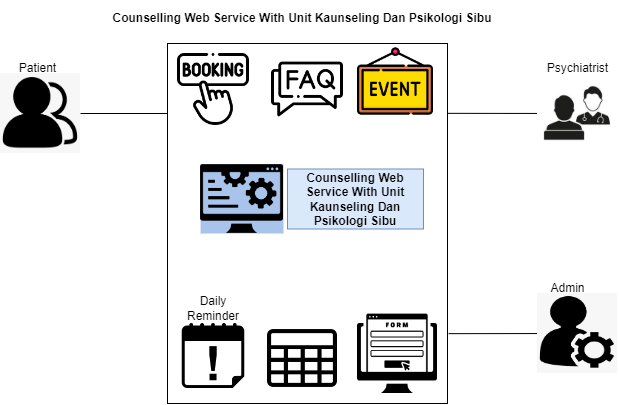 Counselling Web Service With Unit Kaunseling Dan Psikologi Sibu
Patient
BOOKING
FAQ
EVENT
Psychiatrist
Counselling Web
Service With Unit
Kaunseling Dan
Psikologi Sibu
Daily
Reminder
!
FORM
Admin